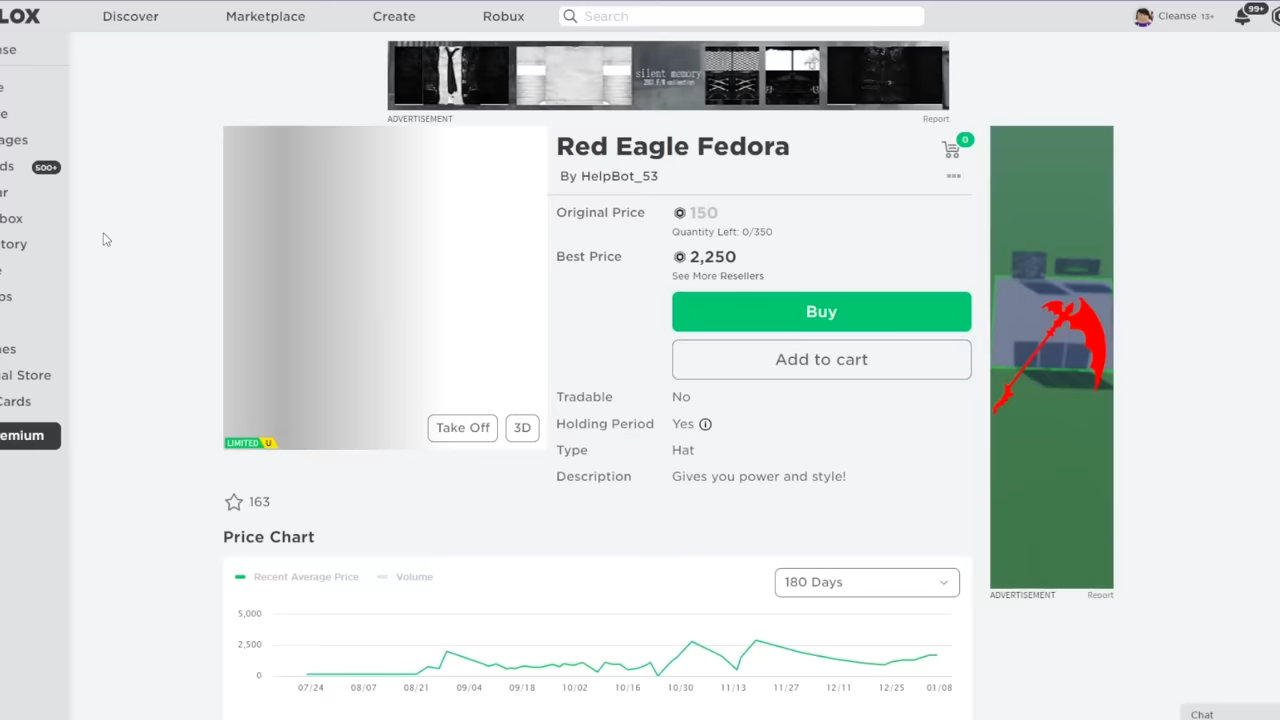 LOX Discover Marketplace Create Robux Search Cleanse 13+ 99+
nse
e
e
ages
ds 500+
ar
box
tory
e
ps
nes
al Store
Cards
emium
silent memory
ADVERTISEMENT Report
Red Eagle Fedora
0
By HelpBot_53
Original Price 150
Quantity Left: 0/350
Best Price 2,250
See More Resellers
Buy
Add to cart
Tradable No
Holding Period Yes
Type Hat
Description Gives you power and style!
Take Off 3D
LIMITED U
163
ADVERTISEMENT Report
Price Chart
Recent Average Price Volume
180 Days
5,000
2,500
0
07/24 08/07 08/21 09/04 09/18 10/02 10/16 10/30 11/13 11/27 12/11 12/25 01/08
Chat